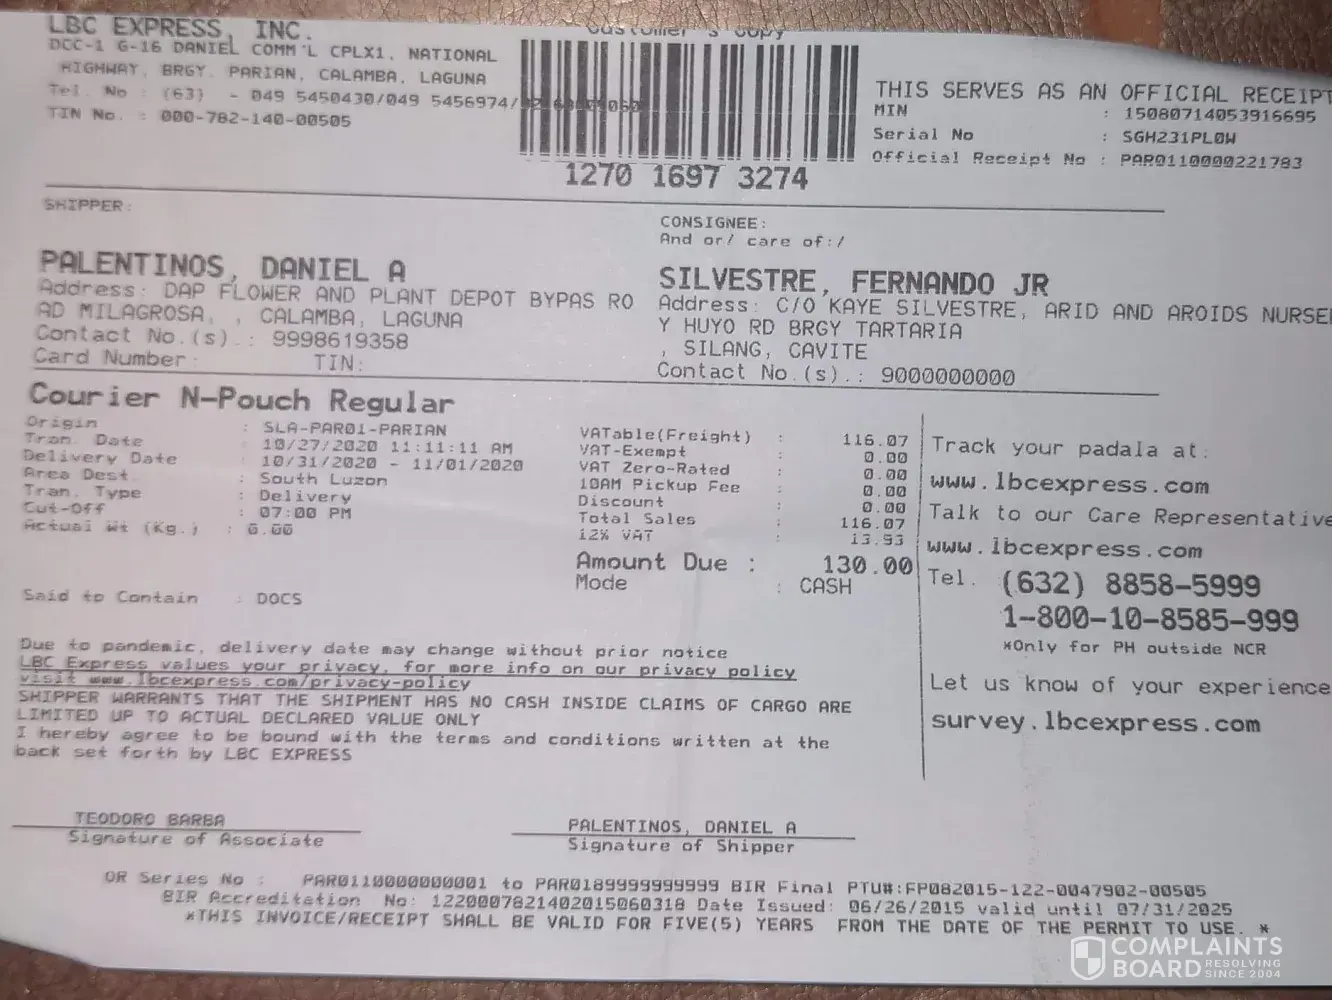 LBC EXPRESS, INC.
DCC-1 G-16 DANIEL COMM'L CPLX1, NATIONAL
HIGHWAY, BRGY. PARIAN, CALAMBA, LAGUNA
Tel. No : (63) - 049 5450430/049 5456974/
TIN No. : 000-782-140-00505
Customer's Copy
1270 1697 3274
THIS SERVES AS AN OFFICIAL RECEIPT
MIN : 15080714053916695
Serial No : SGH231PL0W
Official Receipt No : PAR0110000221783
SHIPPER:
PALENTINOS, DANIEL A
Address: DAP FLOWER AND PLANT DEPOT BYPAS RO
AD MILAGROSA, , CALAMBA, LAGUNA
Contact No.(s).: 9998619358
Card Number: TIN:
CONSIGNEE:
And or/ care of:/
SILVESTRE, FERNANDO JR
Address: C/O KAYE SILVESTRE, ARID AND AROIDS NURSER
Y HUYO RD BRGY TARTARIA
, SILANG, CAVITE
Contact No.(s).: 9000000000
Courier N-Pouch Regular
Origin : SLA-PAR01-PARIAN
Tran. Date : 10/27/2020 11:11:11 AM
Delivery Date : 10/31/2020 - 11/01/2020
Area Dest. : South Luzon
Tran. Type : Delivery
Cut-Off : 07:00 PM
Actual Wt (Kg.) : 0.00
Said to Contain : DOCS
VATable(Freight) : 116.07
VAT-Exempt : 0.00
VAT Zero-Rated : 0.00
10AM Pickup Fee : 0.00
Discount : 0.00
Total Sales : 116.07
12% VAT : 13.93
Amount Due : 130.00
Mode : CASH
Track your padala at:
www.lbcexpress.com
Talk to our Care Representative
www.lbcexpress.com
Tel. (632) 8858-5999
1-800-10-8585-999
*Only for PH outside NCR
Let us know of your experience
survey.lbcexpress.com
Due to pandemic, delivery date may change without prior notice
LBC Express values your privacy, for more info on our privacy policy
visit www.lbcexpress.com/privacy-policy
SHIPPER WARRANTS THAT THE SHIPMENT HAS NO CASH INSIDE CLAIMS OF CARGO ARE
LIMITED UP TO ACTUAL DECLARED VALUE ONLY
I hereby agree to be bound with the terms and conditions written at the
back set forth by LBC EXPRESS
TEODORO BARBA
Signature of Associate
PALENTINOS, DANIEL A
Signature of Shipper
OR Series No : PAR0110000000001 to PAR0189999999999 BIR Final PTU#:FP082015-122-0047902-00505
BIR Accreditation No: 1220007821402015060318 Date Issued: 06/26/2015 valid until 07/31/2025
*THIS INVOICE/RECEIPT SHALL BE VALID FOR FIVE(5) YEARS FROM THE DATE OF THE PERMIT TO USE. *
COMPLAINTS
BOARD RESOLVING SINCE 2004